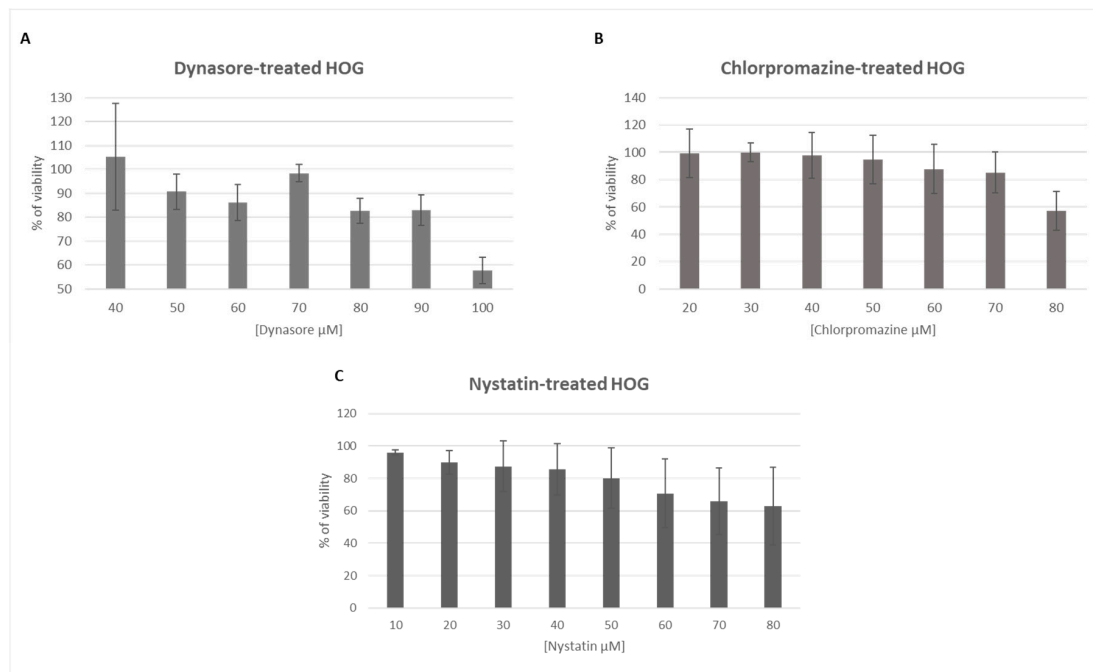 A
Dynasore-treated HOG
% of viability
130
120
110
100
90
80
70
60
50
40 50 60 70 80 90 100
[Dynasore µM]
B
Chlorpromazine-treated HOG
% of viability
140
120
100
80
60
40
20
0
20 30 40 50 60 70 80
[Chlorpromazine µM]
C
Nystatin-treated HOG
% of viability
120
100
80
60
40
20
0
10 20 30 40 50 60 70 80
[Nystatin µM]